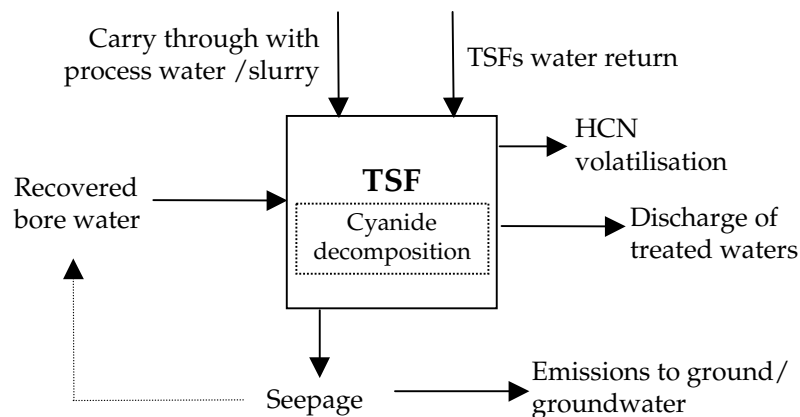 Carry through with
process water /slurry
TSFs water return
HCN
volatilisation
TSF
Cyanide
decomposition
Recovered
bore water
Discharge of
treated waters
Seepage
Emissions to ground/
groundwater